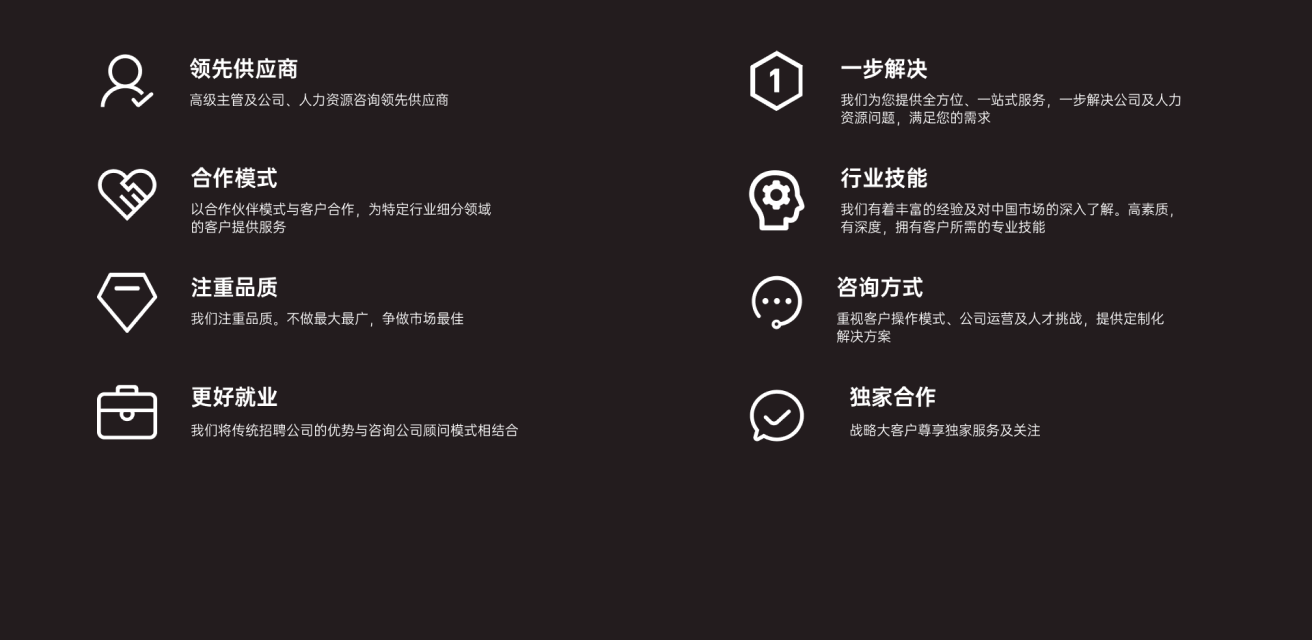 领先供应商
高级主管及公司、人力资源咨询领先供应商
一步解决
我们为您提供全方位、一站式服务，一步解决公司及人力
资源问题，满足您的需求
合作模式
以合作伙伴模式与客户合作，为特定行业细分领域
的客户提供服务
行业技能
我们有着丰富的经验及对中国市场的深入了解。高素质，
有深度，拥有客户所需的专业技能
注重品质
我们注重品质。不做最大最广，争做市场最佳
咨询方式
重视客户操作模式、公司运营及人才挑战，提供定制化
解决方案
更好就业
我们将传统招聘公司的优势与咨询公司顾问模式相结合
独家合作
战略大客户尊享独家服务及关注
1